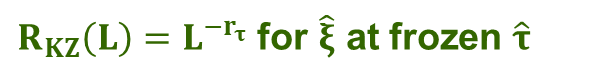 R_KZ(L) = L^{-r_τ} for ξ̂ at frozen τ̂